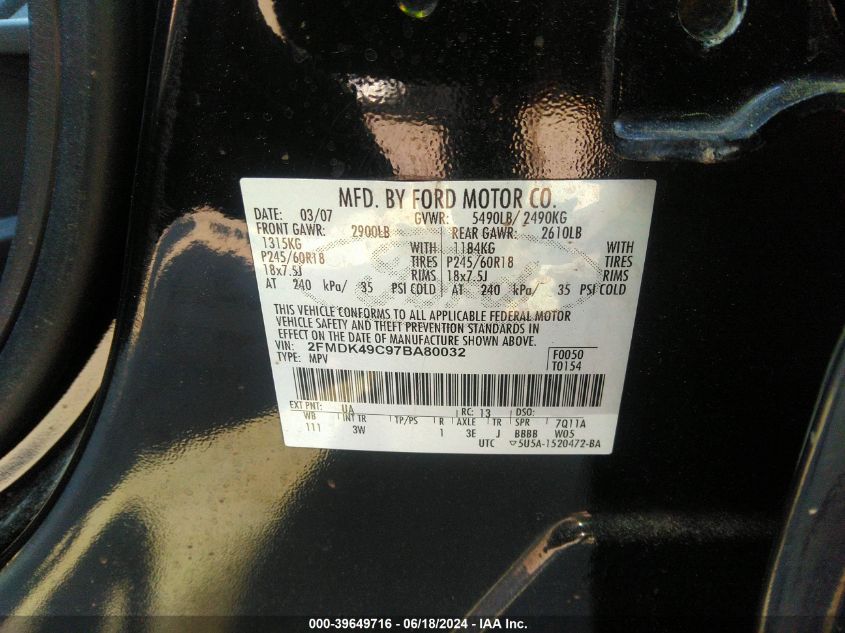 MFD. BY FORD MOTOR CO.
DATE: 03/07 GVWR: 5490LB/ 2490KG
FRONT GAWR: 2900LB REAR GAWR: 2610LB
1315KG WITH 1184KG WITH
P245/60R18 TIRES P245/60R18 TIRES
18x7.5J RIMS 18x7.5J RIMS
AT 240 kPa/ 35 PSI COLD AT 240 kPa/ 35 PSI COLD
THIS VEHICLE CONFORMS TO ALL APPLICABLE FEDERAL MOTOR
VEHICLE SAFETY AND THEFT PREVENTION STANDARDS IN
EFFECT ON THE DATE OF MANUFACTURE SHOWN ABOVE.
VIN: 2FMDK49C97BA80032 F0050
TYPE: MPV T0154
EXT PNT: UA RC: 13 DSO:
WB INT TR TP/PS R AXLE TR SPR 7Q11A
111 3W 1 3E J BBBB W05
UTC ▽5U5A-1520472-BA
000-39649716 - 06/18/2024 - IAA Inc.